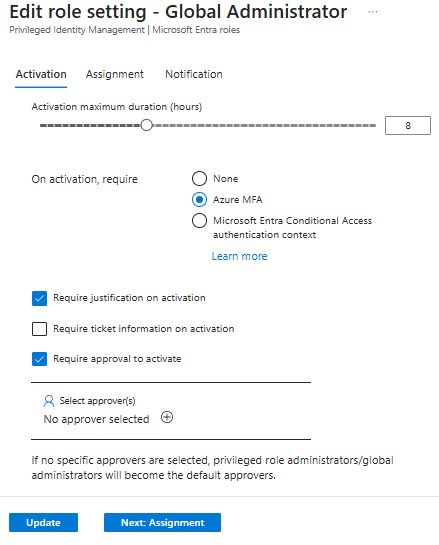 Edit role setting - Global Administrator ...
Privileged Identity Management | Microsoft Entra roles
Activation Assignment Notification
Activation maximum duration (hours)
8
On activation, require
None
Azure MFA
Microsoft Entra Conditional Access
authentication context
Learn more
Require justification on activation
Require ticket information on activation
Require approval to activate
Select approver(s)
No approver selected
If no specific approvers are selected, privileged role administrators/global
administrators will become the default approvers.
Update Next: Assignment